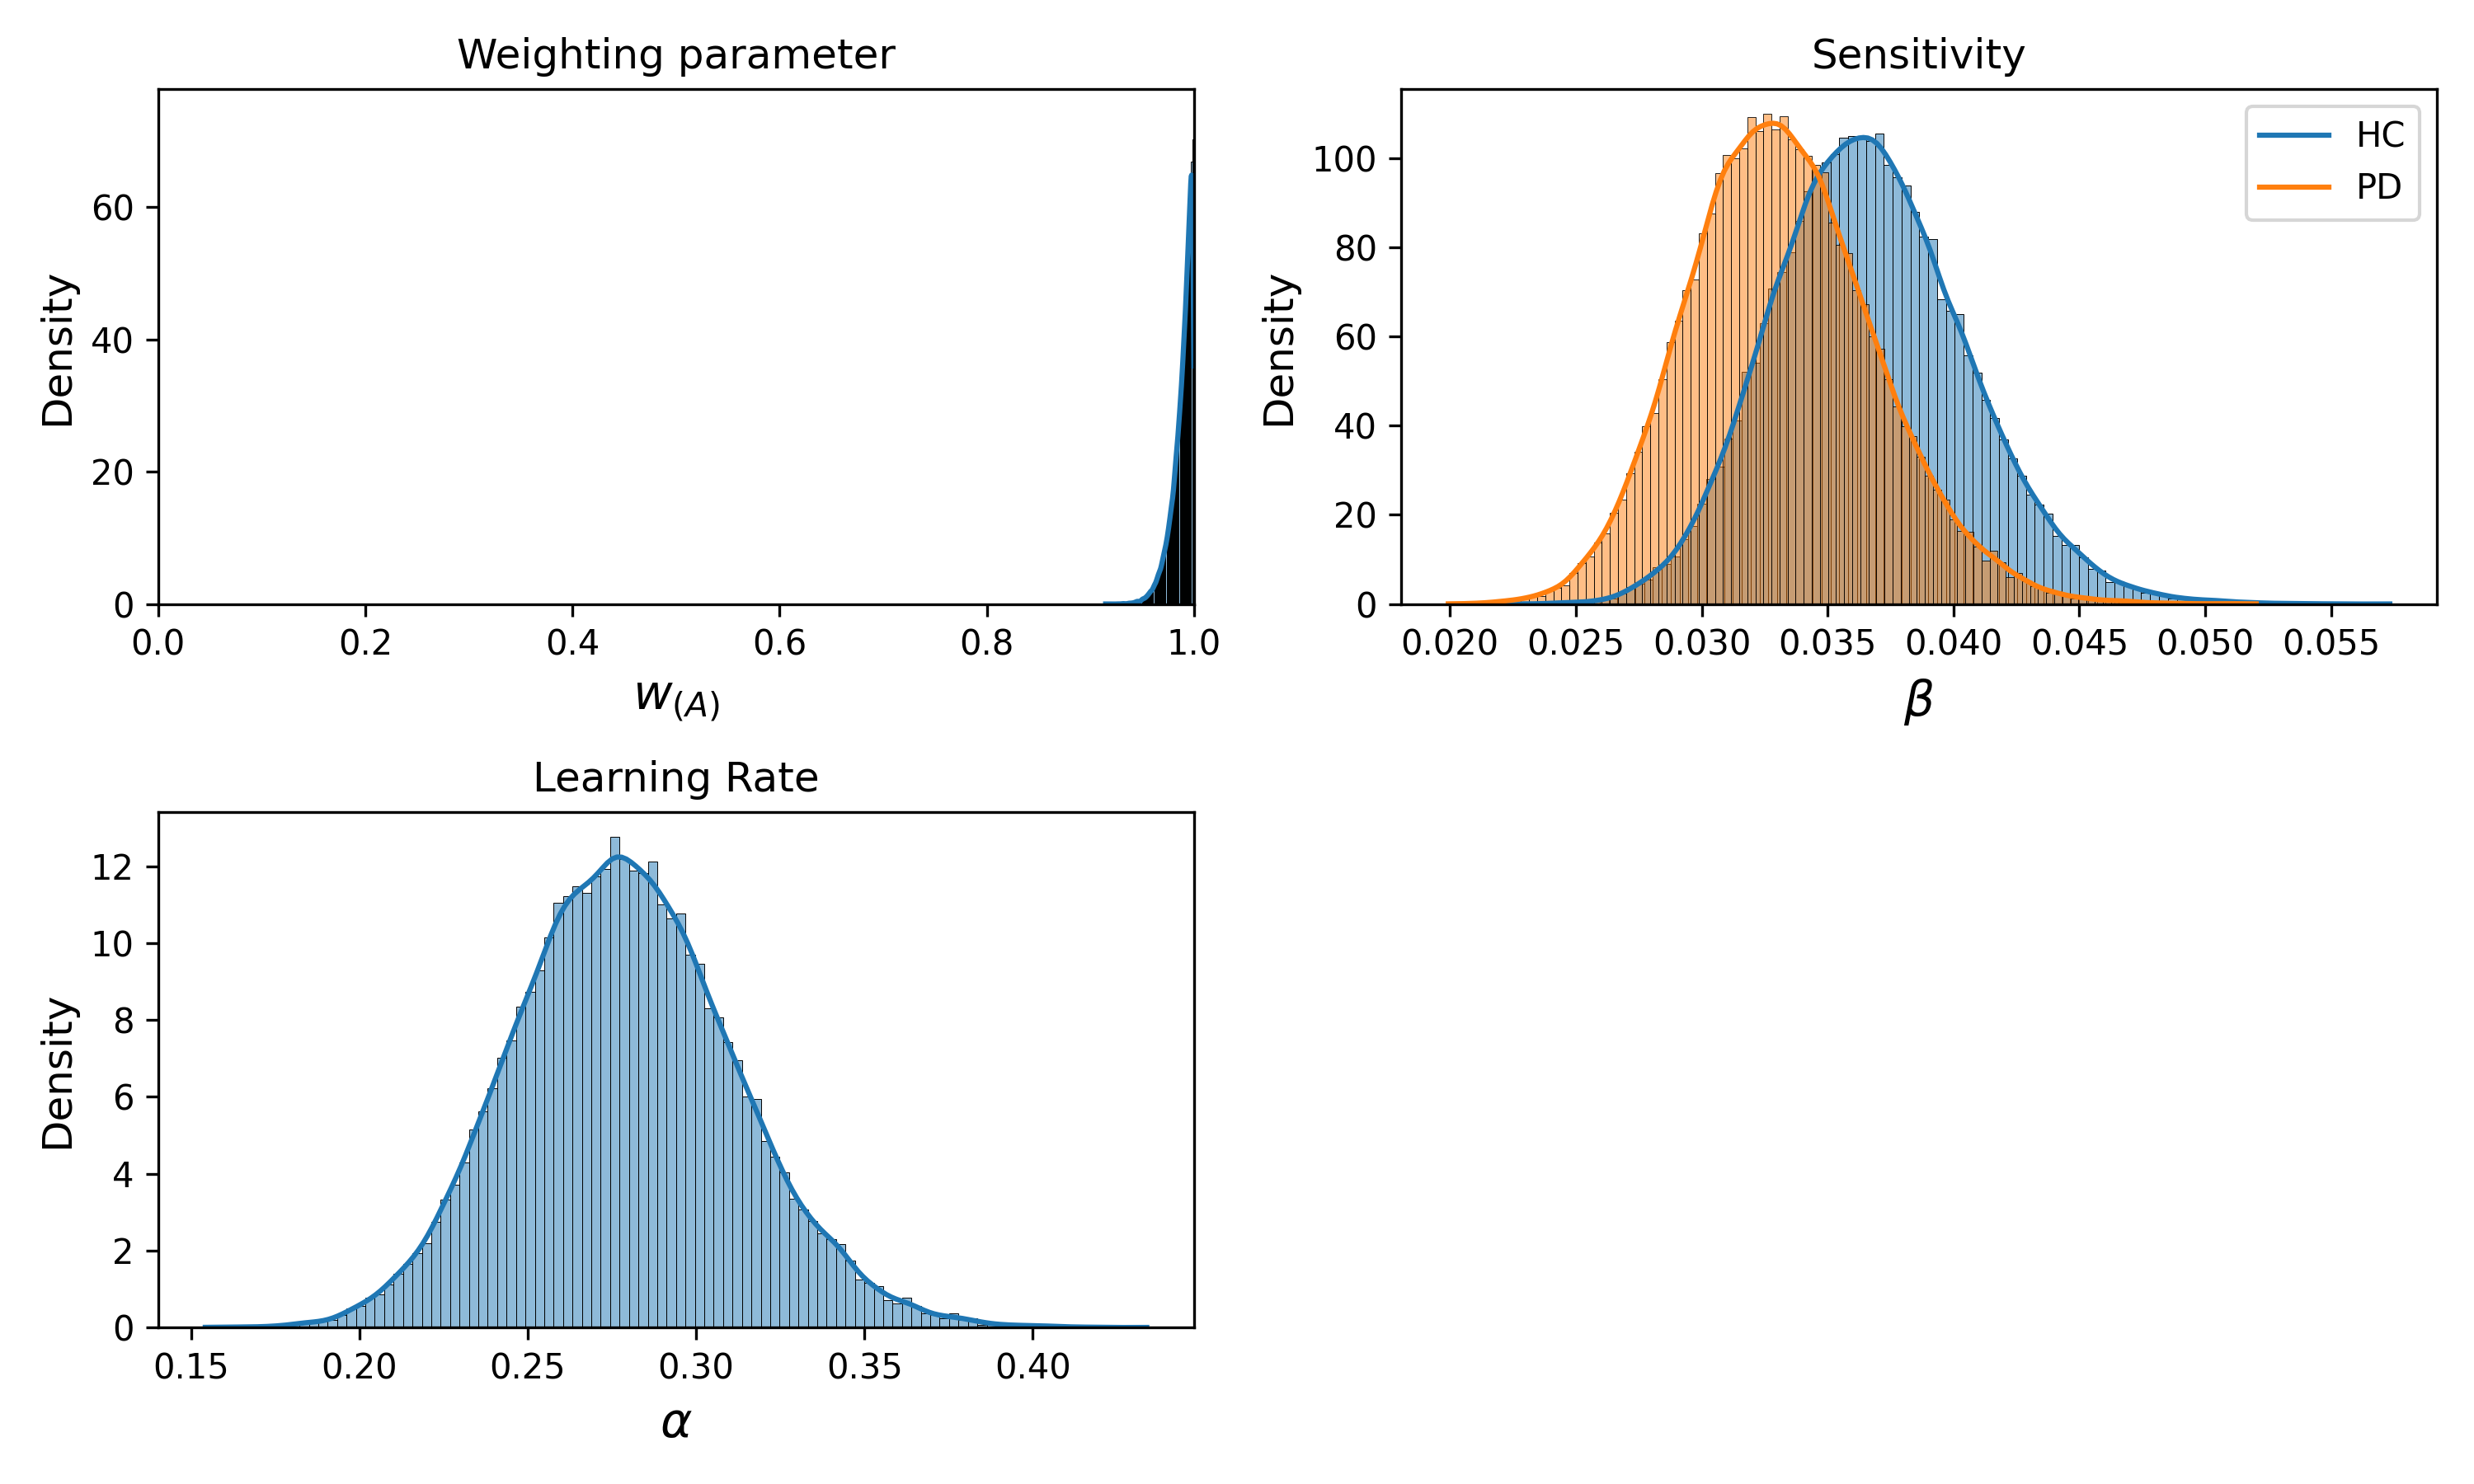 Weighting parameter
Density
60
40
20
0
0.0 0.2 0.4 0.6 0.8 1.0
w(A)
Sensitivity
HC
PD
Density
100
80
60
40
20
0
0.020 0.025 0.030 0.035 0.040 0.045 0.050 0.055
β
Learning Rate
Density
12
10
8
6
4
2
0
0.15 0.20 0.25 0.30 0.35 0.40
α